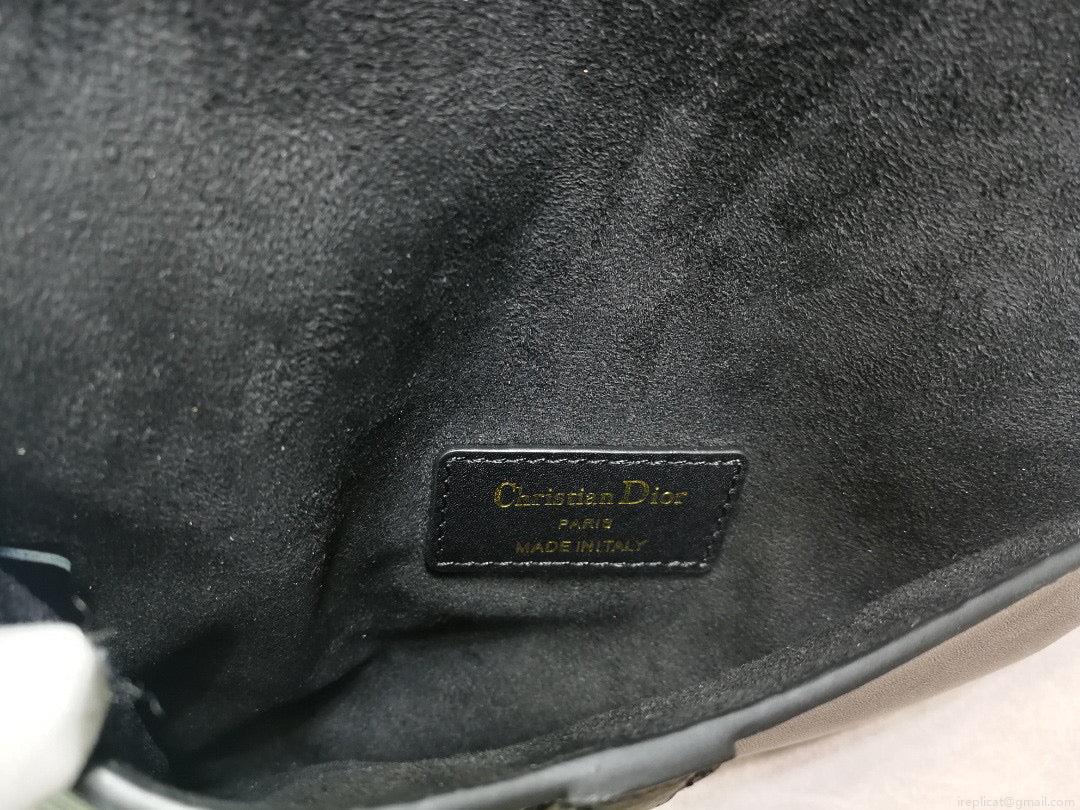 Christian Dior
PARIS
MADE IN ITALY
ireplicat@gmail.com